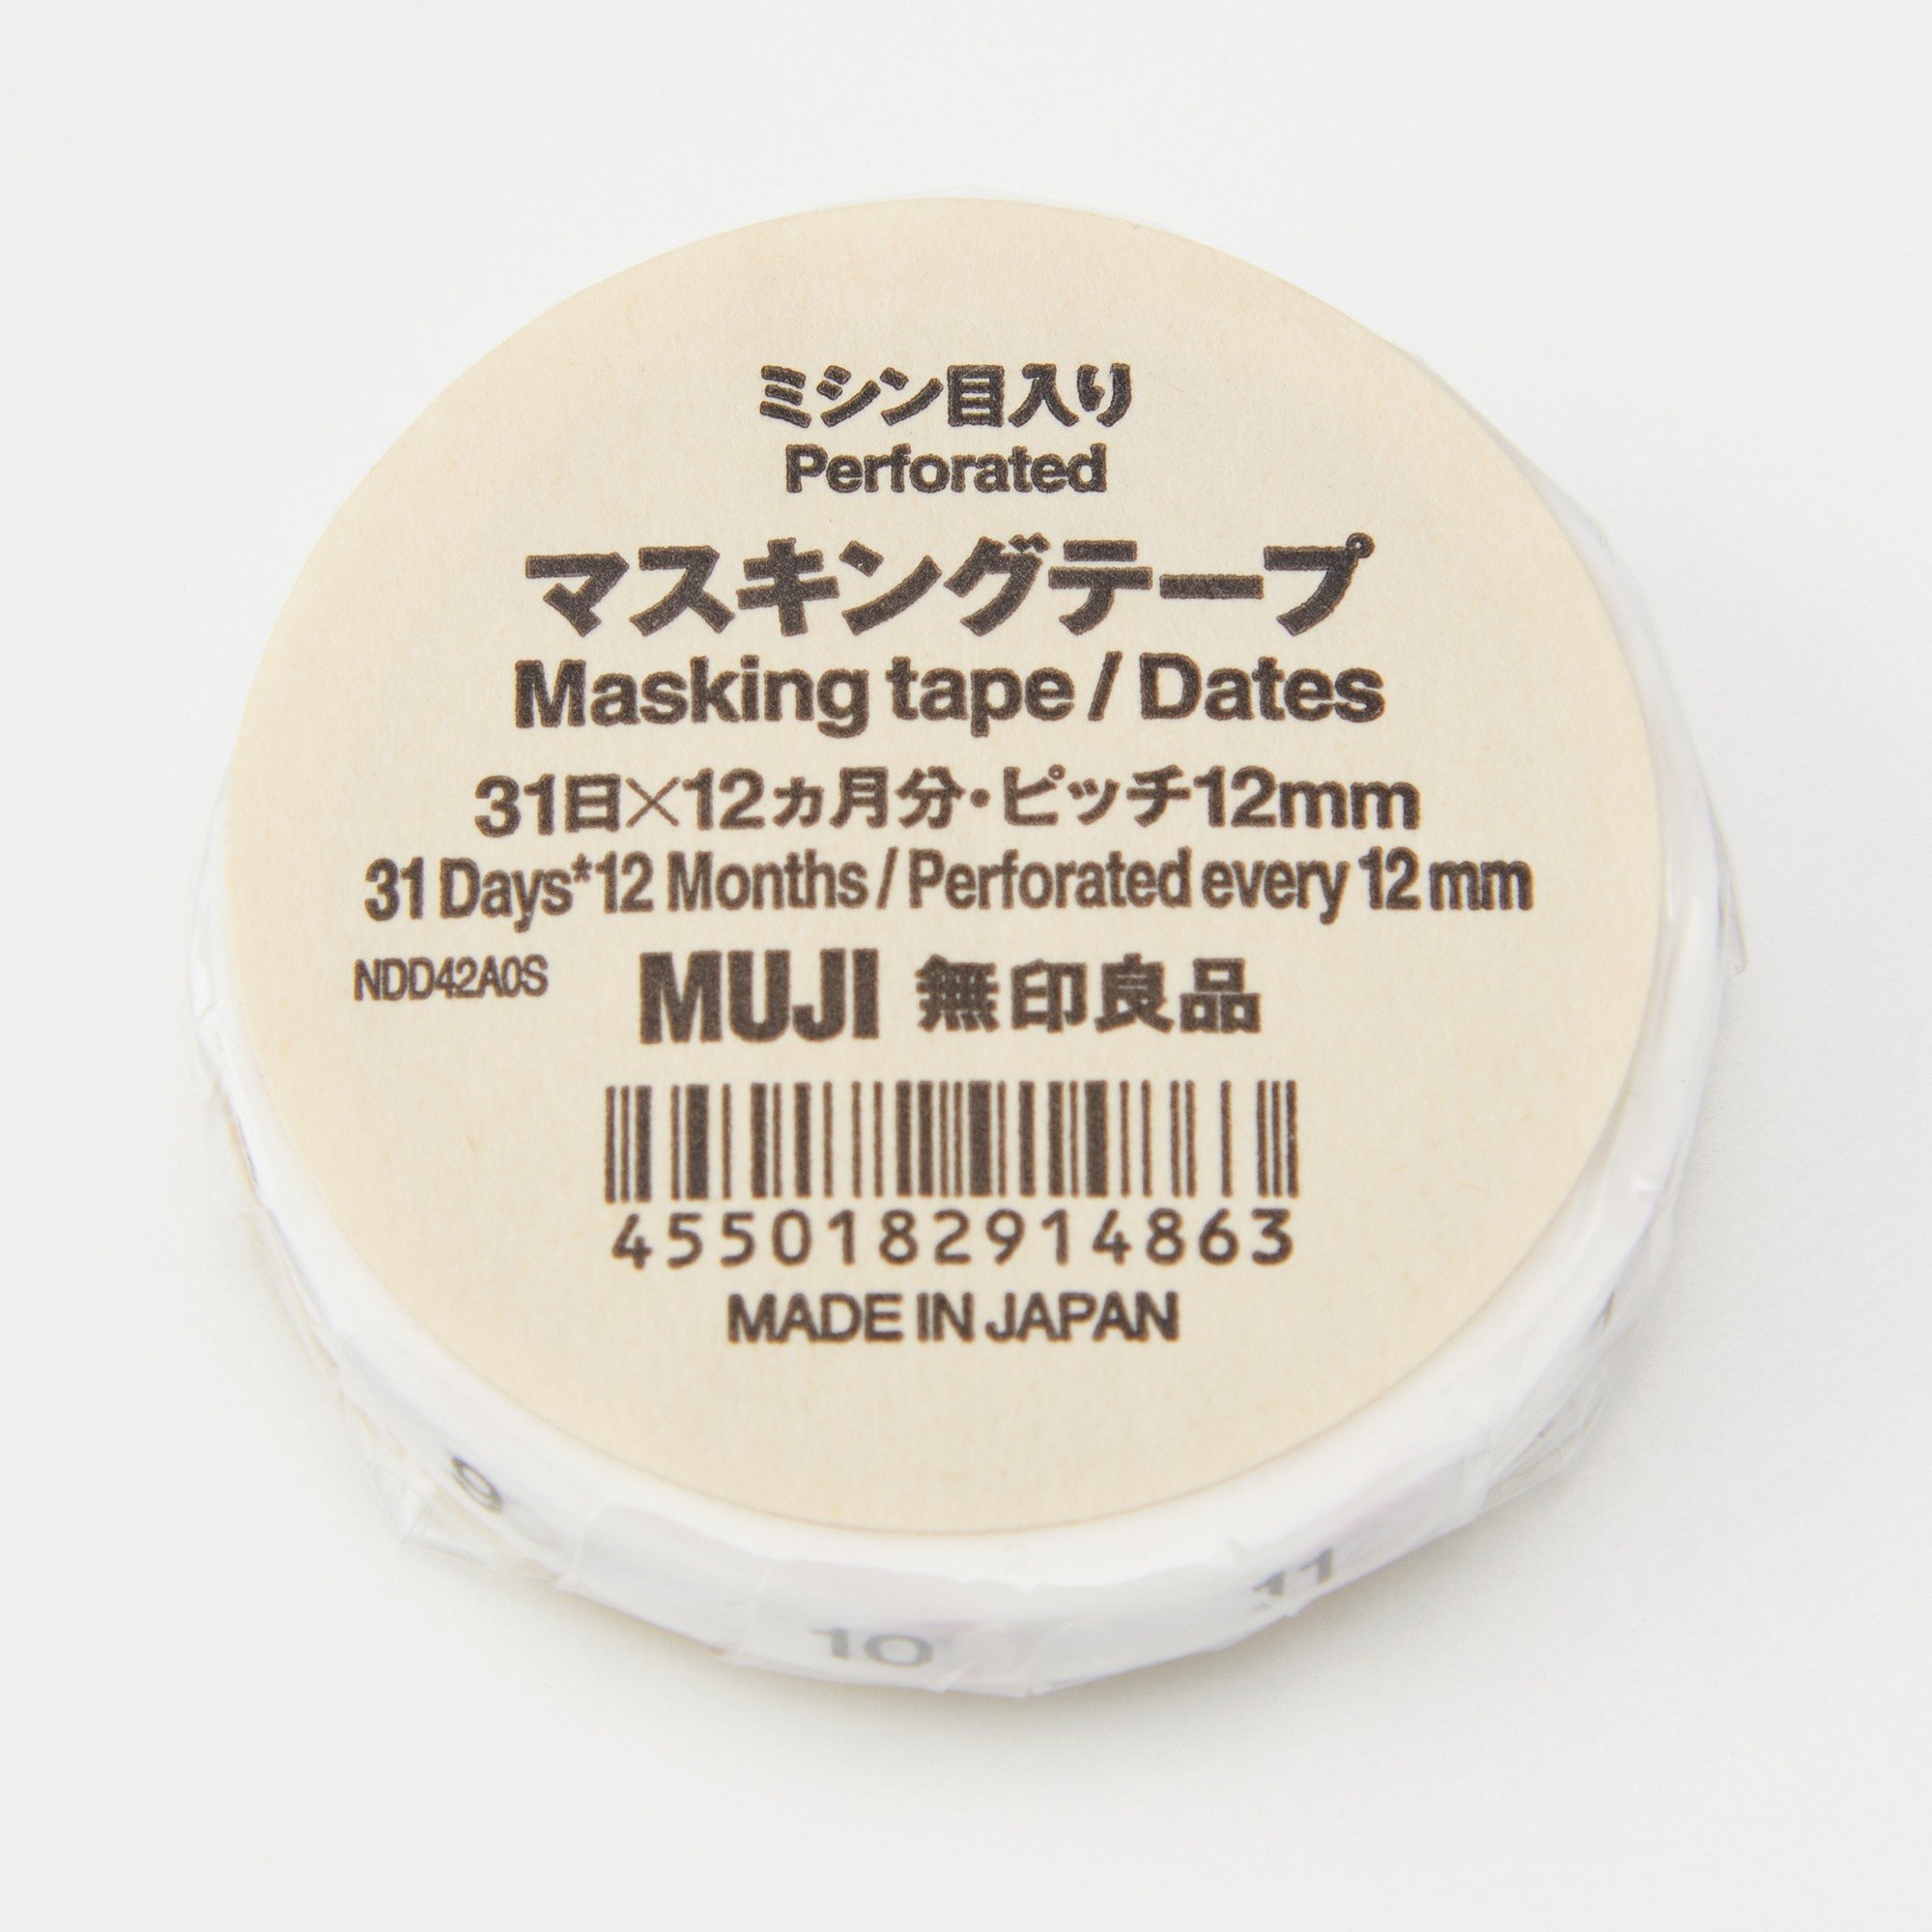 ミシン目入り
Perforated
マスキングテープ
Masking tape / Dates
31日×12ヵ月分・ピッチ12mm
31 Days*12 Months / Perforated every 12 mm
NDD42A0S MUJI 無印良品
4550182914863
MADE IN JAPAN
9
10
11